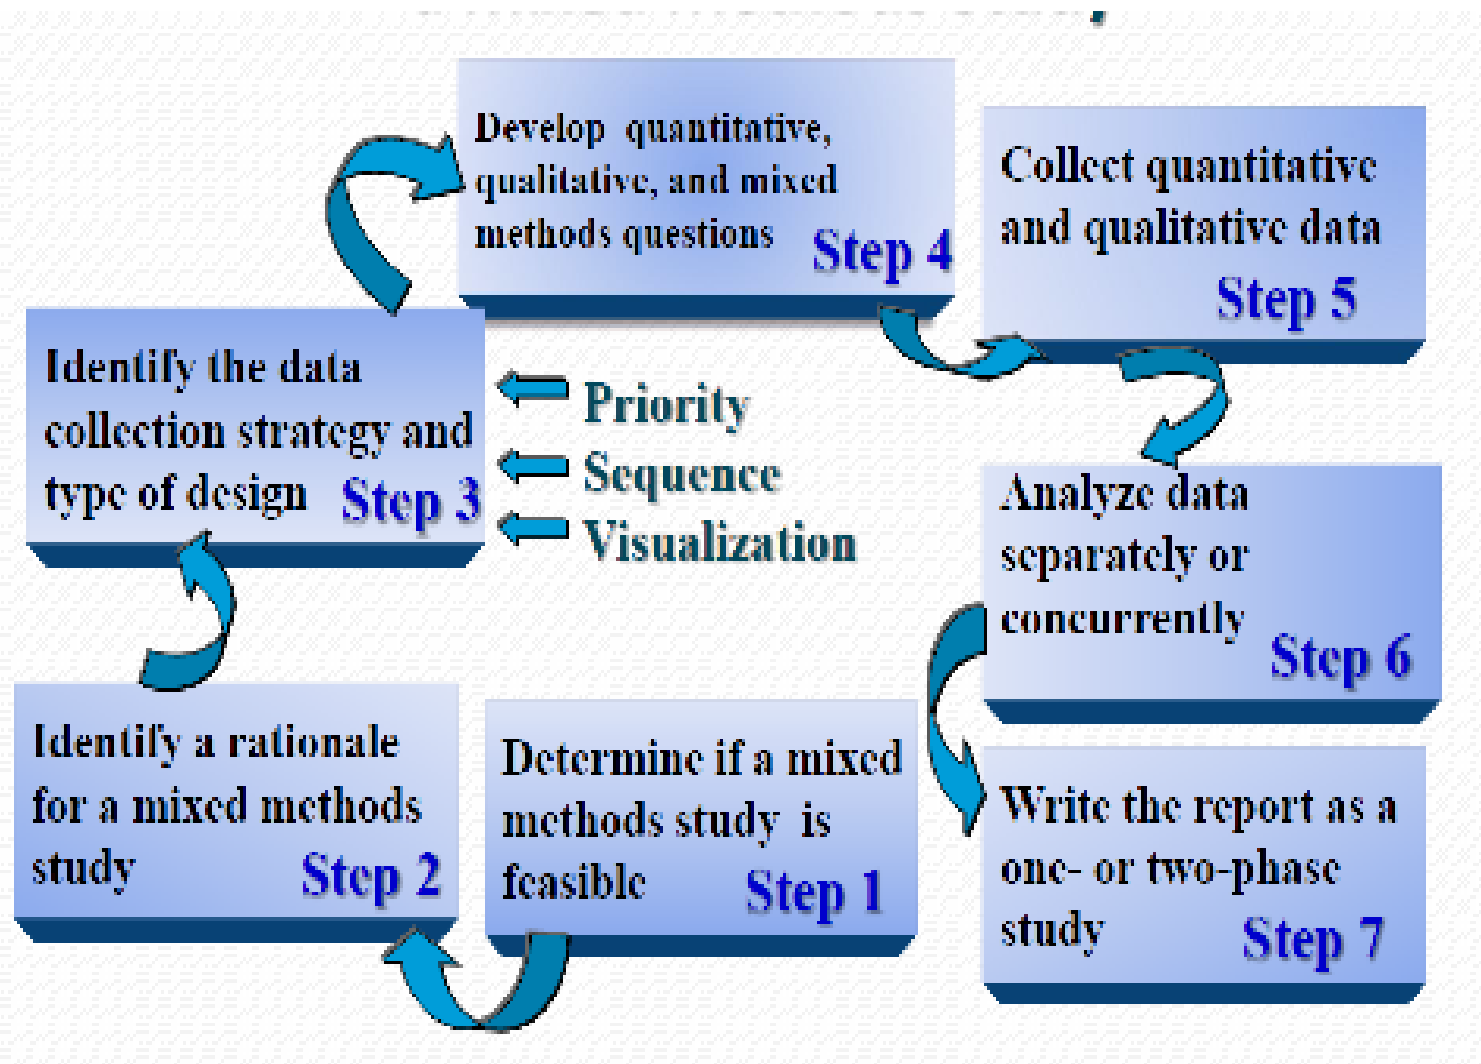 Develop quantitative,
qualitative, and mixed
methods questions
Step 4
Collect quantitative
and qualitative data
Step 5
Identify the data
collection strategy and
type of design
Step 3
Priority
Sequence
Visualization
Analyze data
separately or
concurrently
Step 6
Identify a rationale
for a mixed methods
study
Step 2
Determine if a mixed
methods study is
feasible
Step 1
Write the report as a
one- or two-phase
study
Step 7